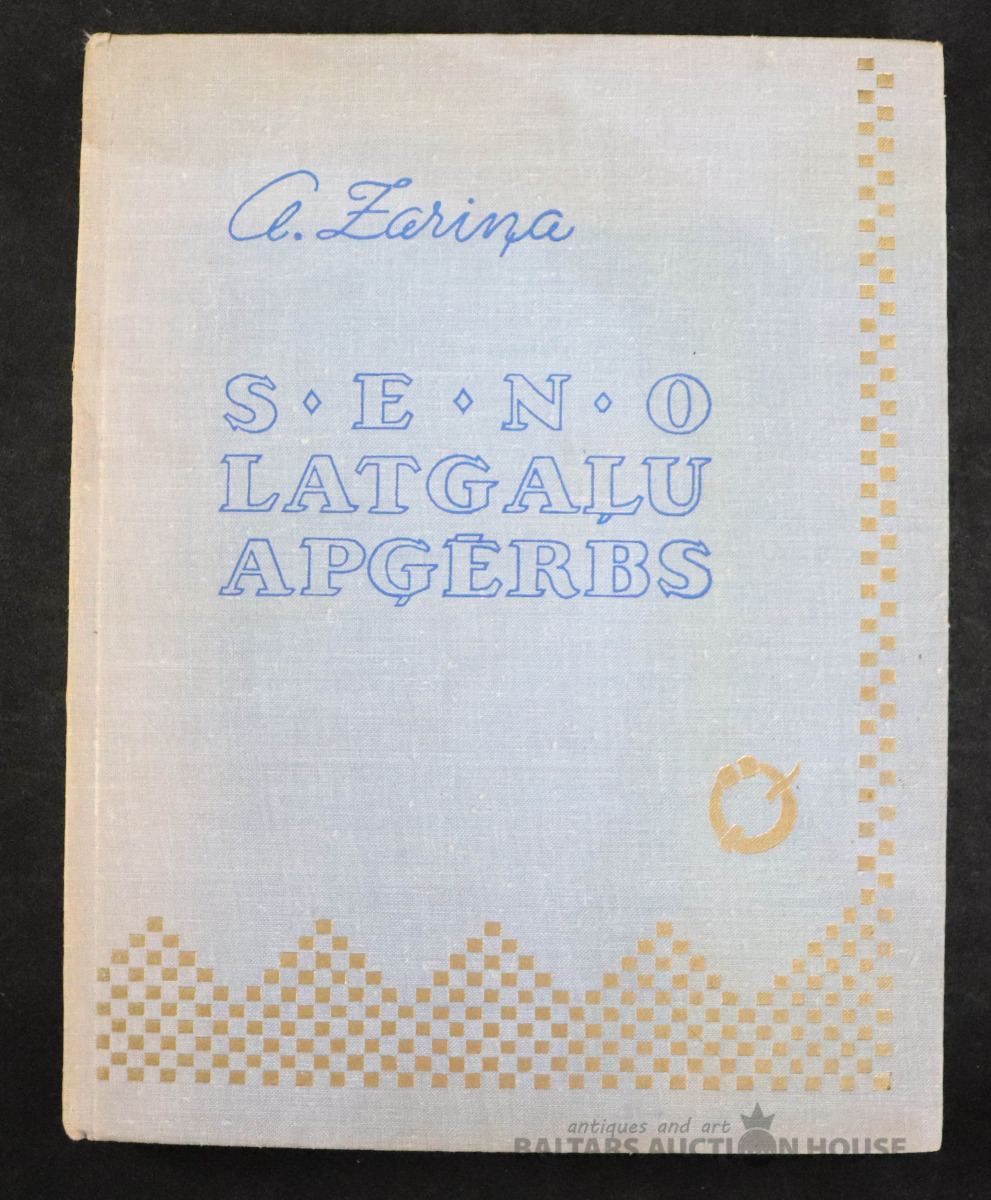 A. Zariņa
S·E·N·O
LATGAĻU
APĢĒRBS
antiques and art
BALTARS AUCTION HOUSE